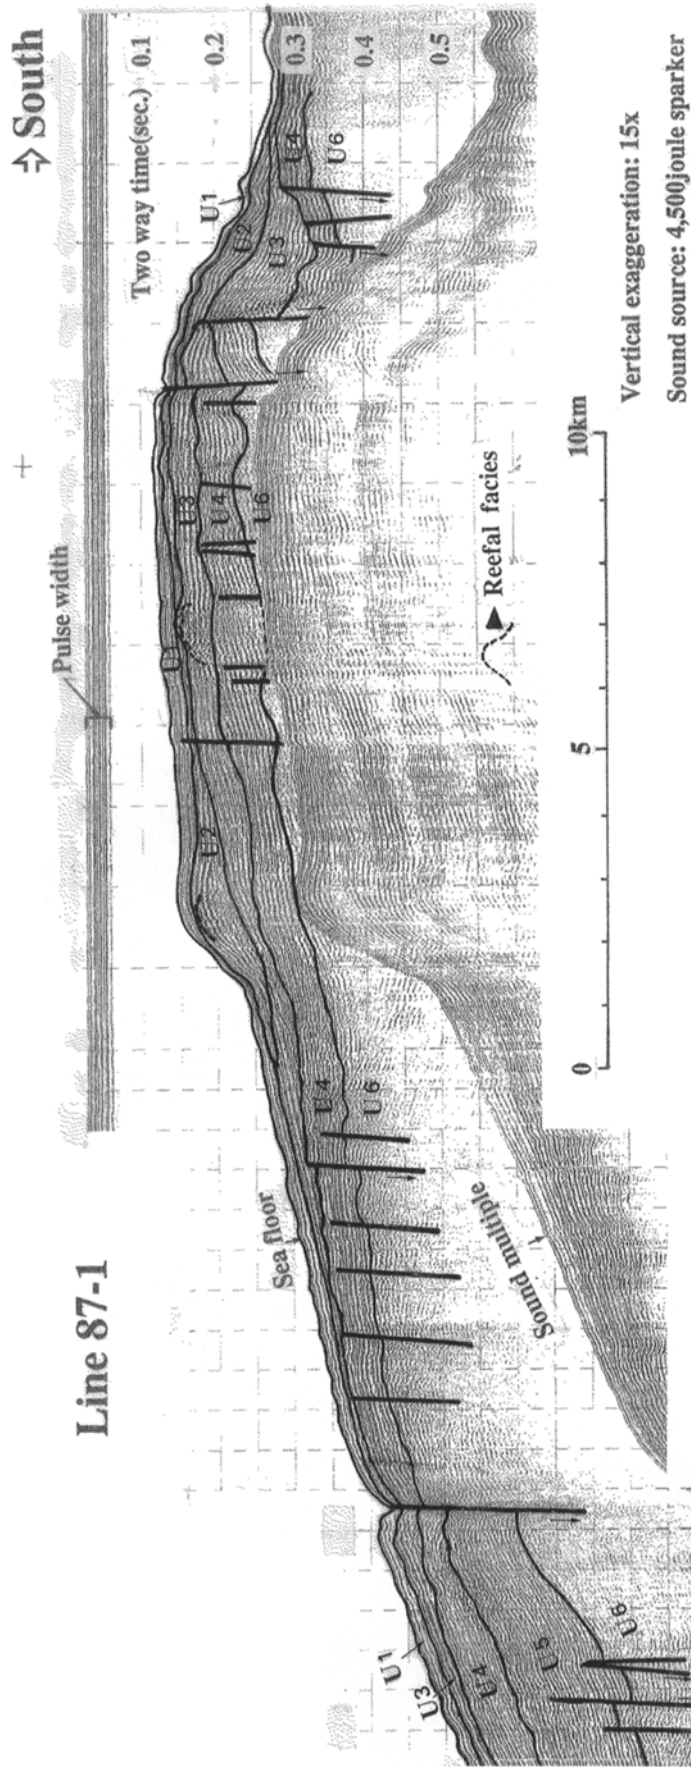 Line 87-1
South
Pulse width
Two way time(sec.)
0.1
0.2
0.3
0.4
0.5
U1
U2
U3
U4
U6
U1
U3
U4
U6
U2
U4
U6
Sea floor
Sound multiple
U1
U3
U4
U5
U6
Reefal facies
0
5
10km
Vertical exaggeration: 15x
Sound source: 4,500joule sparker